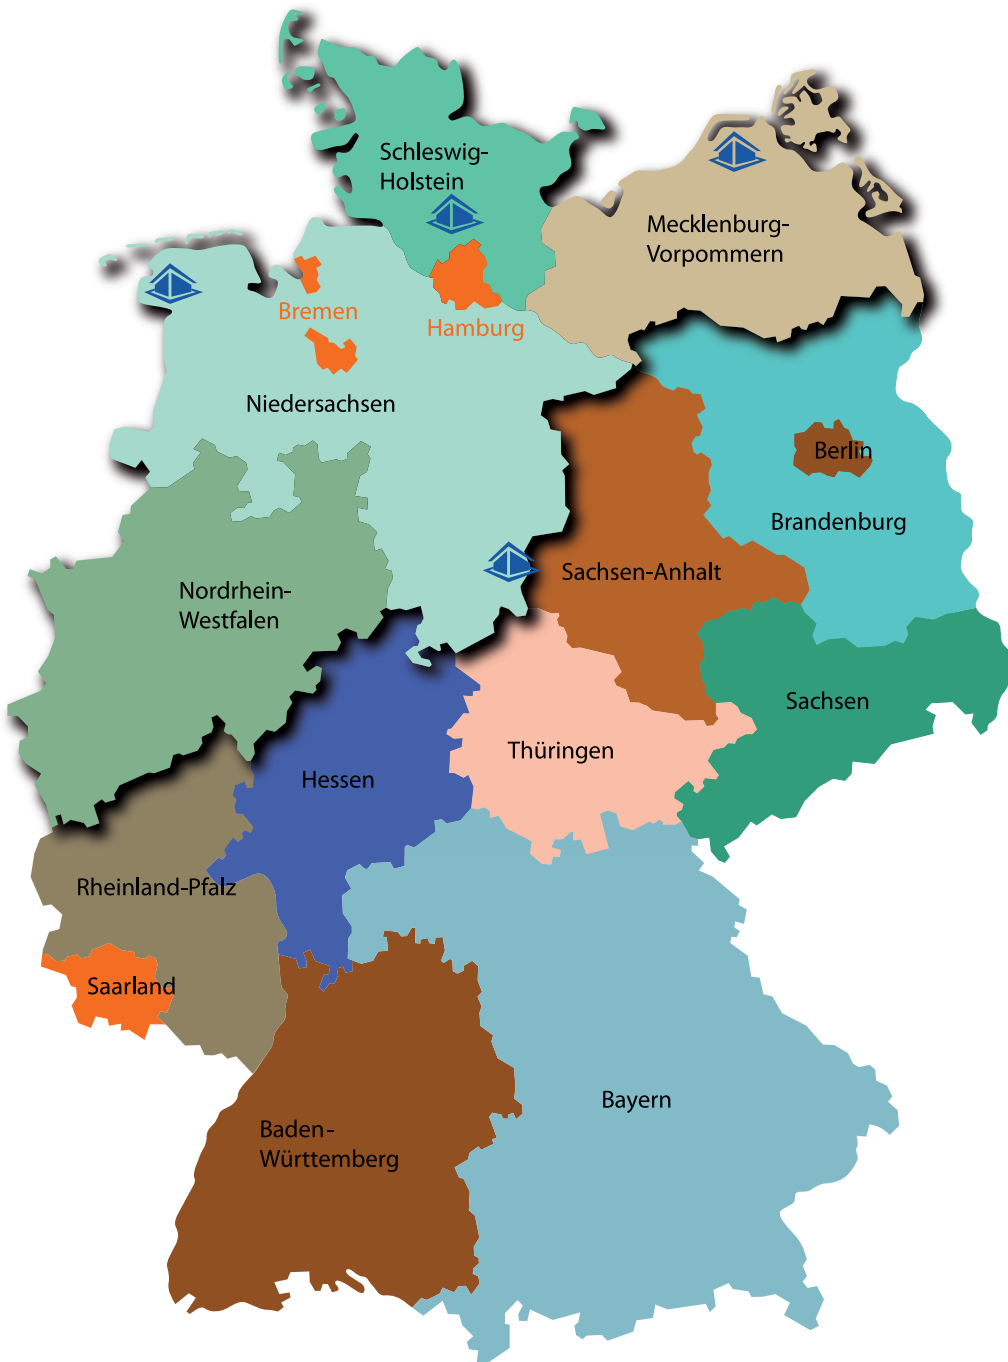 Schleswig-
Holstein
Mecklenburg-
Vorpommern
Bremen
Hamburg
Niedersachsen
Berlin
Brandenburg
Sachsen-Anhalt
Nordrhein-
Westfalen
Sachsen
Thüringen
Hessen
Rheinland-Pfalz
Saarland
Bayern
Baden-
Württemberg